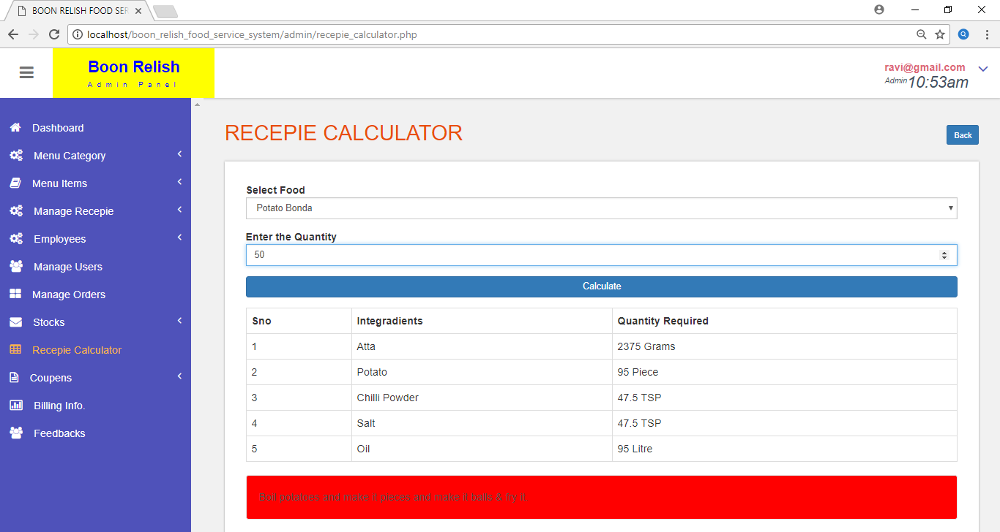 BOON RELISH FOOD SER
localhost/boon_relish_food_service_system/admin/recepie_calculator.php
Boon Relish
Admin Panel
ravi@gmail.com
Admin 10:53am
Dashboard
Menu Category
Menu Items
Manage Recepie
Employees
Manage Users
Manage Orders
Stocks
Recepie Calculator
Coupens
Billing Info.
Feedbacks
RECEPIE CALCULATOR
Back
Select Food
Potato Bonda
Enter the Quantity
50
Calculate
Sno Integradients Quantity Required
1 Atta 2375 Grams
2 Potato 95 Piece
3 Chilli Powder 47.5 TSP
4 Salt 47.5 TSP
5 Oil 95 Litre
Boil potatoes and make it pieces and make it balls & fry it.